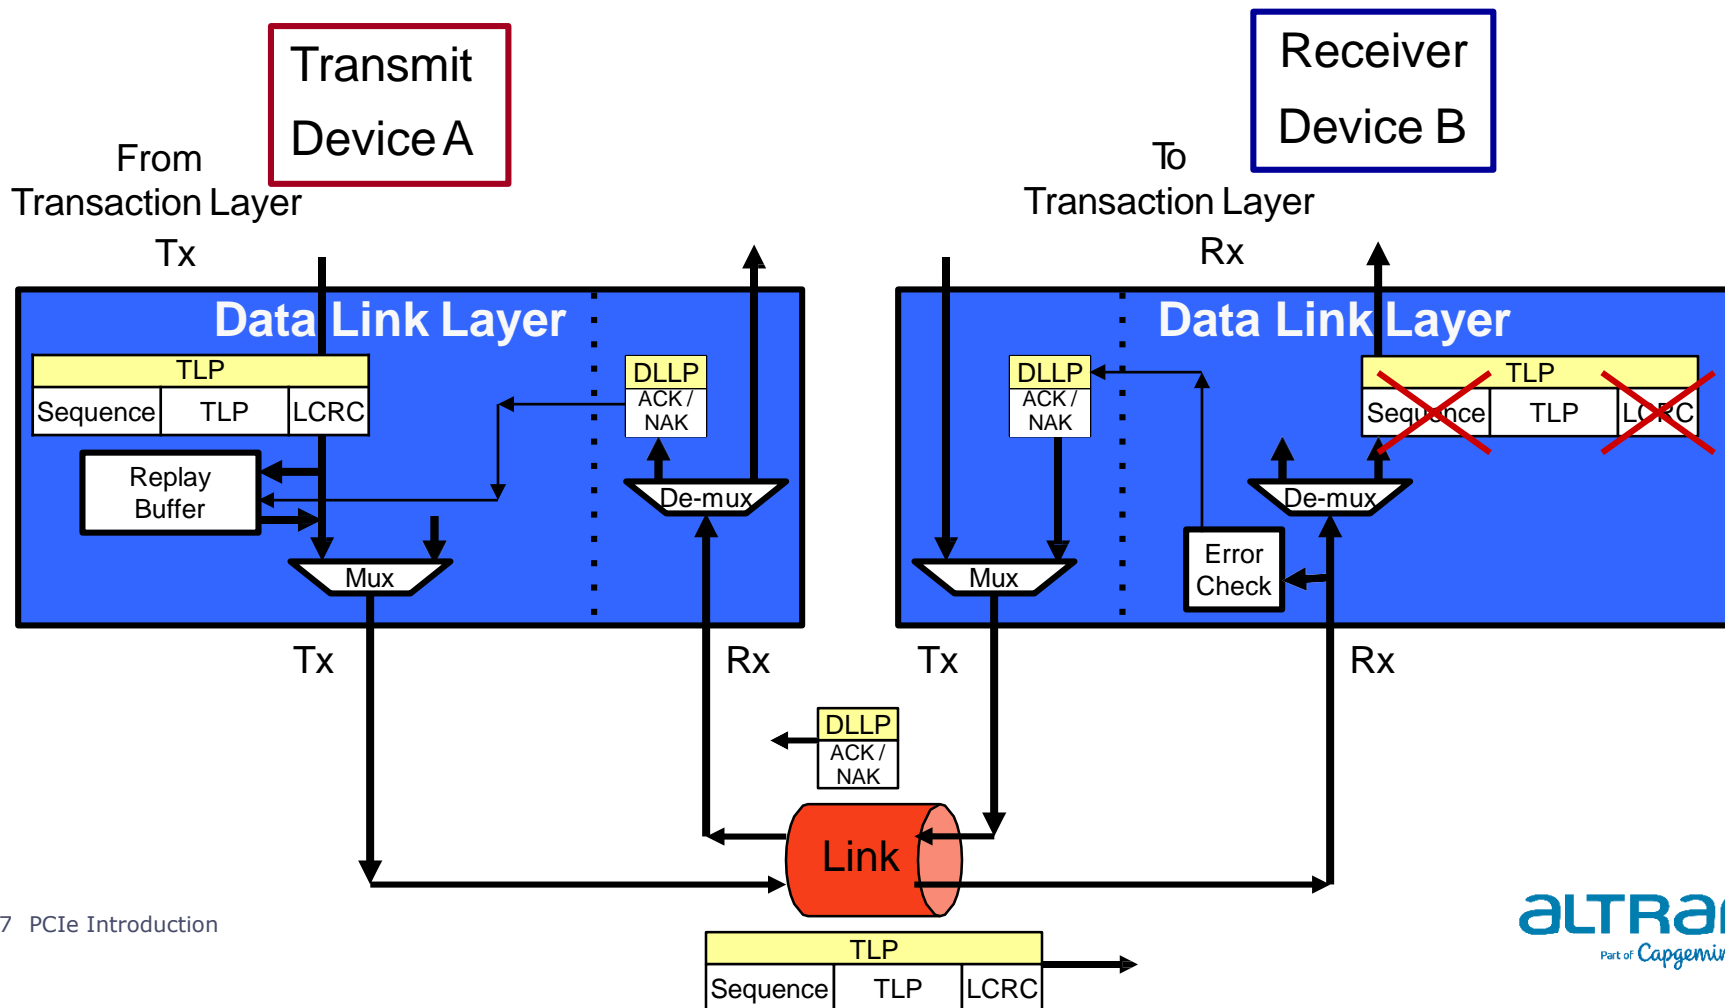 Transmit
Device A
Receiver
Device B
From
Transaction Layer
Tx
To
Transaction Layer
Rx
Data Link Layer
TLP
Sequence TLP LCRC
Replay
Buffer
Mux
DLLP
ACK /
NAK
De-mux
Data Link Layer
DLLP
ACK /
NAK
Mux
TLP
Sequence TLP LCRC
De-mux
Error
Check
Tx
Rx
Tx
Rx
DLLP
ACK /
NAK
Link
TLP
Sequence TLP LCRC
7 PCIe Introduction
aLTRan
Part of Capgemini